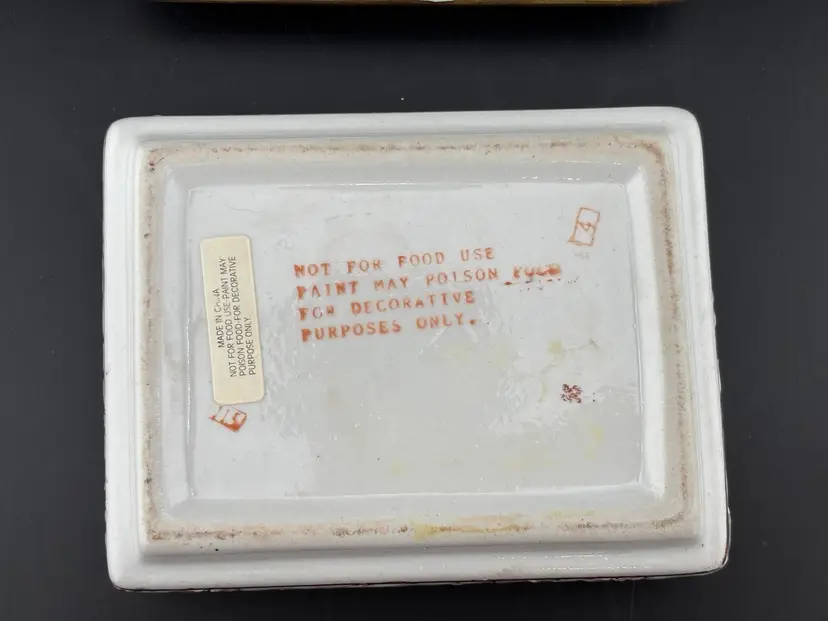 NOT FOR FOOD USE
PAINT MAY POISON FOOD
FOR DECORATIVE
PURPOSES ONLY.
MADE IN CHINA
NOT FOR FOOD USE-PAINT MAY
POISON FOOD-FOR DECORATIVE
PURPOSE ONLY